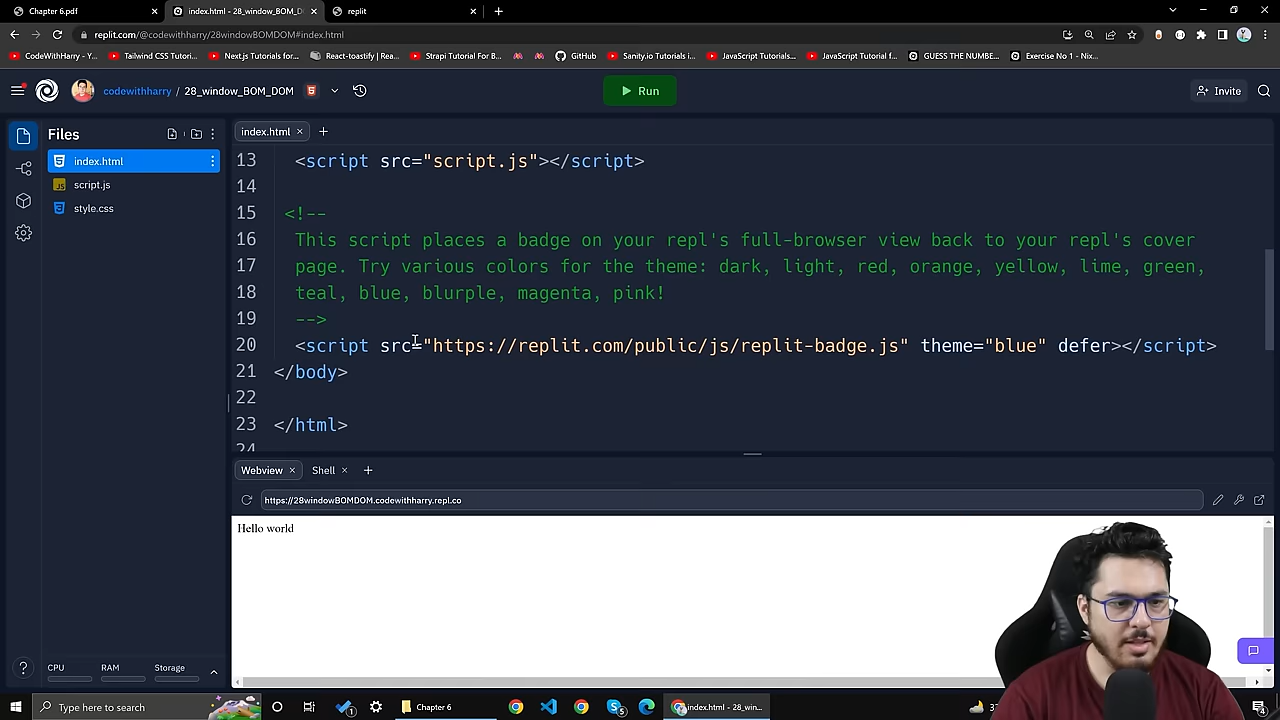 Chapter 6.pdf
index.html - 28_window_BOM_D
replit
replit.com/@codewithharry/28windowBOMDOM#index.html
CodeWithHarry - Y...
Tailwind CSS Tutori...
Next.js Tutorials for...
React-toastify | Rea...
Strapi Tutorial For B...
GitHub
Sanity.io Tutorials i...
JavaScript Tutorials...
JavaScript Tutorial f...
GUESS THE NUMBE...
Exercise No 1 - Nix...
codewithharry / 28_window_BOM_DOM
Run
Invite
Files
index.html
script.js
style.css
index.html
13 <script src="script.js"></script>
14
15 <!--
16 This script places a badge on your repl's full-browser view back to your repl's cover
17 page. Try various colors for the theme: dark, light, red, orange, yellow, lime, green,
18 teal, blue, blurple, magenta, pink!
19 -->
20 <script src="https://replit.com/public/js/replit-badge.js" theme="blue" defer></script>
21 </body>
22
23 </html>
24
Webview
Shell
https://28windowBOMDOM.codewithharry.repl.co
Hello world
CPU
RAM
Storage
Type here to search
Chapter 6
index.html - 28_win...